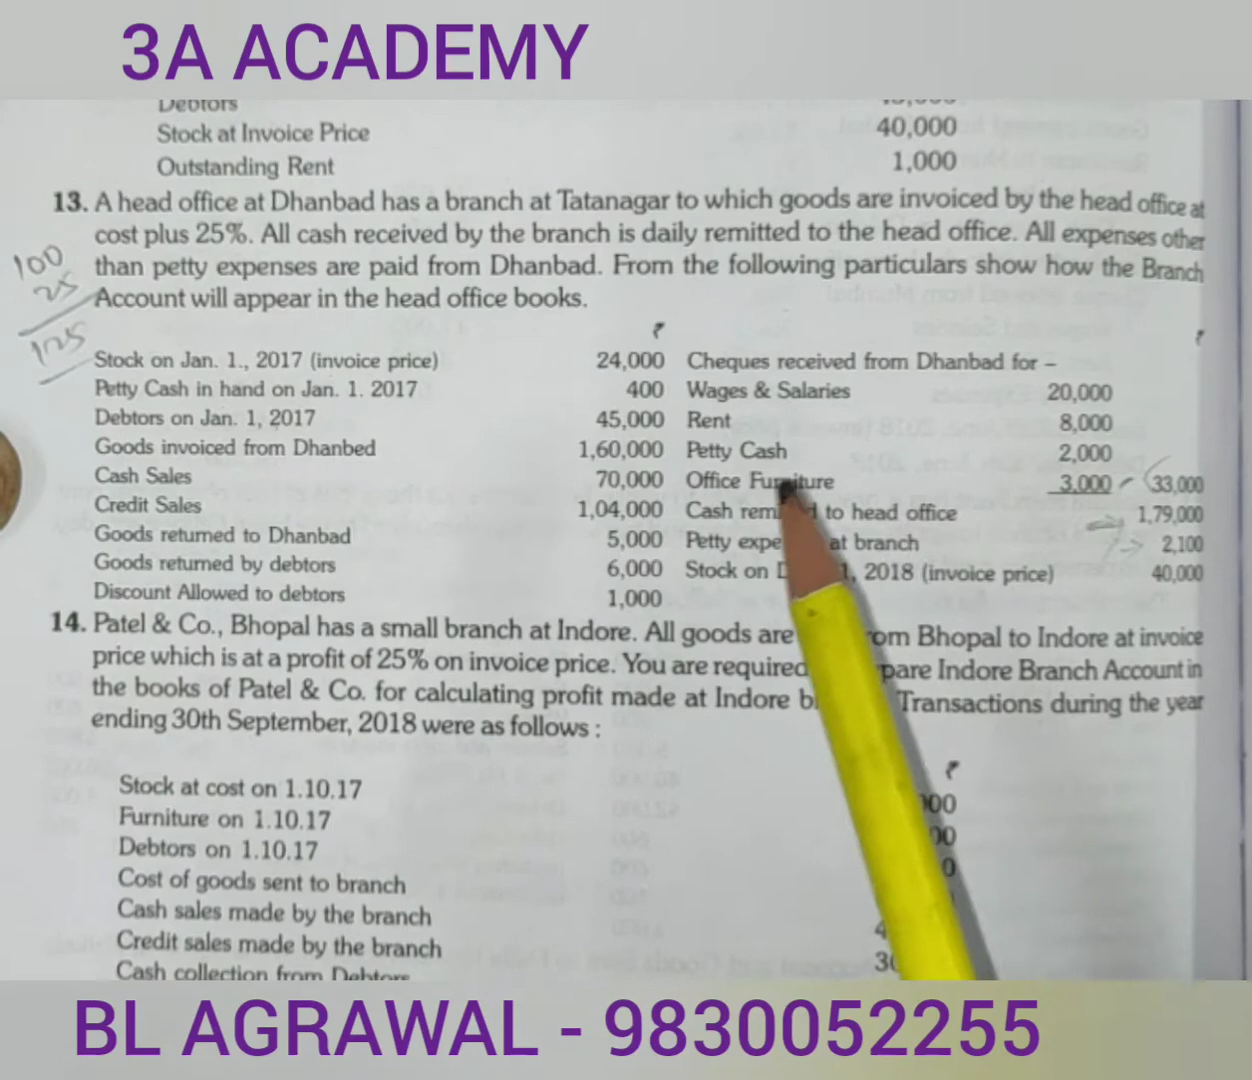 3A ACADEMY
Debtors
Stock at Invoice Price 40,000
Outstanding Rent 1,000
13. A head office at Dhanbad has a branch at Tatanagar to which goods are invoiced by the head office at
cost plus 25%. All cash received by the branch is daily remitted to the head office. All expenses other
than petty expenses are paid from Dhanbad. From the following particulars show how the Branch
Account will appear in the head office books.
100
25
125
₹ ₹
Stock on Jan. 1., 2017 (invoice price) 24,000 Cheques received from Dhanbad for –
Petty Cash in hand on Jan. 1. 2017 400 Wages & Salaries 20,000
Debtors on Jan. 1, 2017 45,000 Rent 8,000
Goods invoiced from Dhanbed 1,60,000 Petty Cash 2,000
Cash Sales 70,000 Office Furniture 3,000 33,000
Credit Sales 1,04,000 Cash to head office 1,79,000
Goods returned to Dhanbad 5,000 Petty at branch 2,100
Goods returned by debtors 6,000 Stock on 2018 (invoice price) 40,000
Discount Allowed to debtors 1,000
14. Patel & Co., Bhopal has a small branch at Indore. All goods are from Bhopal to Indore at invoice
price which is at a profit of 25% on invoice price. You are required Indore Branch Account in
the books of Patel & Co. for calculating profit made at Indore Transactions during the year
ending 30th September, 2018 were as follows :
₹
Stock at cost on 1.10.17
Furniture on 1.10.17
Debtors on 1.10.17
Cost of goods sent to branch
Cash sales made by the branch
Credit sales made by the branch
Cash collection from Debtors
BL AGRAWAL - 9830052255